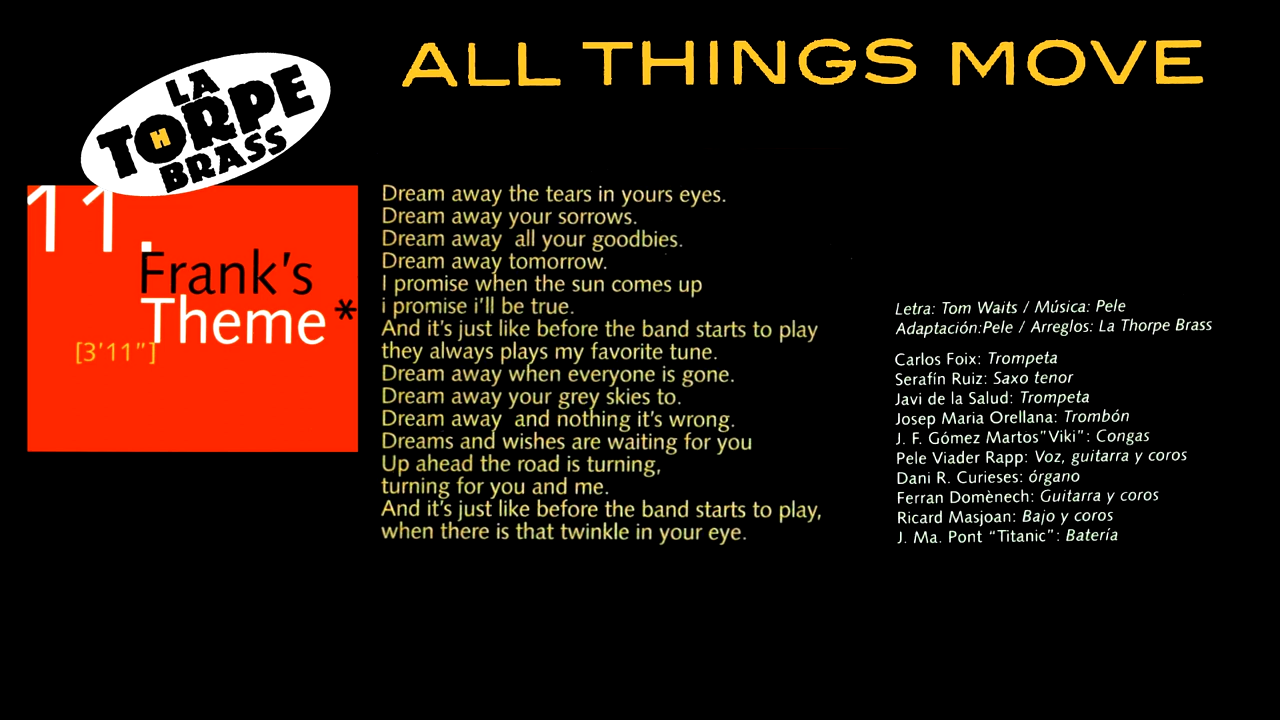 ALL THINGS MOVE
LA
THORPE
BRASS
11.
Frank's
Theme*
[3'11"]
Dream away the tears in yours eyes.
Dream away your sorrows.
Dream away  all your goodbies.
Dream away tomorrow.
I promise when the sun comes up
i promise i'll be true.
And it's just like before the band starts to play
they always plays my favorite tune.
Dream away when everyone is gone.
Dream away your grey skies to.
Dream away  and nothing it's wrong.
Dreams and wishes are waiting for you
Up ahead the road is turning,
turning for you and me.
And it's just like before the band starts to play,
when there is that twinkle in your eye.
Letra: Tom Waits / Música: Pele
Adaptación:Pele / Arreglos: La Thorpe Brass
Carlos Foix: Trompeta
Serafín Ruiz: Saxo tenor
Javi de la Salud: Trompeta
Josep Maria Orellana: Trombón
J. F. Gómez Martos"Viki": Congas
Pele Viader Rapp: Voz, guitarra y coros
Dani R. Curieses: órgano
Ferran Domènech: Guitarra y coros
Ricard Masjoan: Bajo y coros
J. Ma. Pont "Titanic": Batería